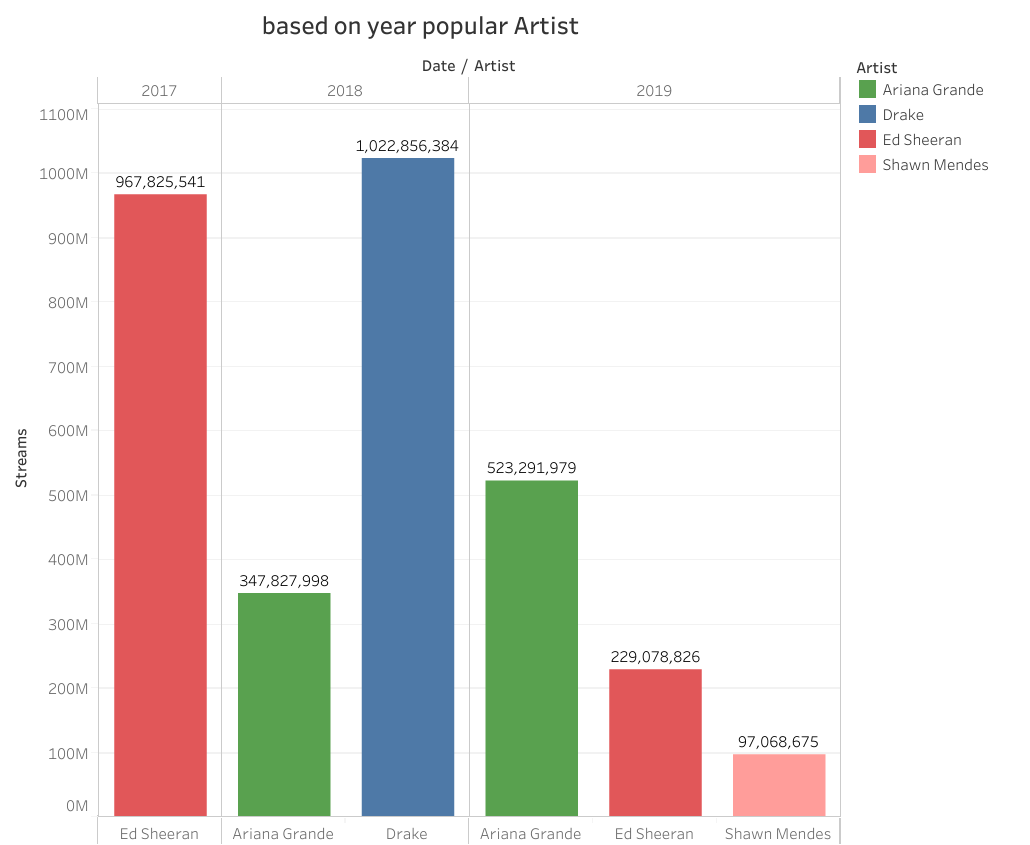 based on year popular Artist
Date / Artist
2017 2018 2019
Artist
Ariana Grande
Drake
Ed Sheeran
Shawn Mendes
Streams
1100M
1000M
900M
800M
700M
600M
500M
400M
300M
200M
100M
0M
967,825,541
347,827,998
1,022,856,384
523,291,979
229,078,826
97,068,675
Ed Sheeran Ariana Grande Drake Ariana Grande Ed Sheeran Shawn Mendes